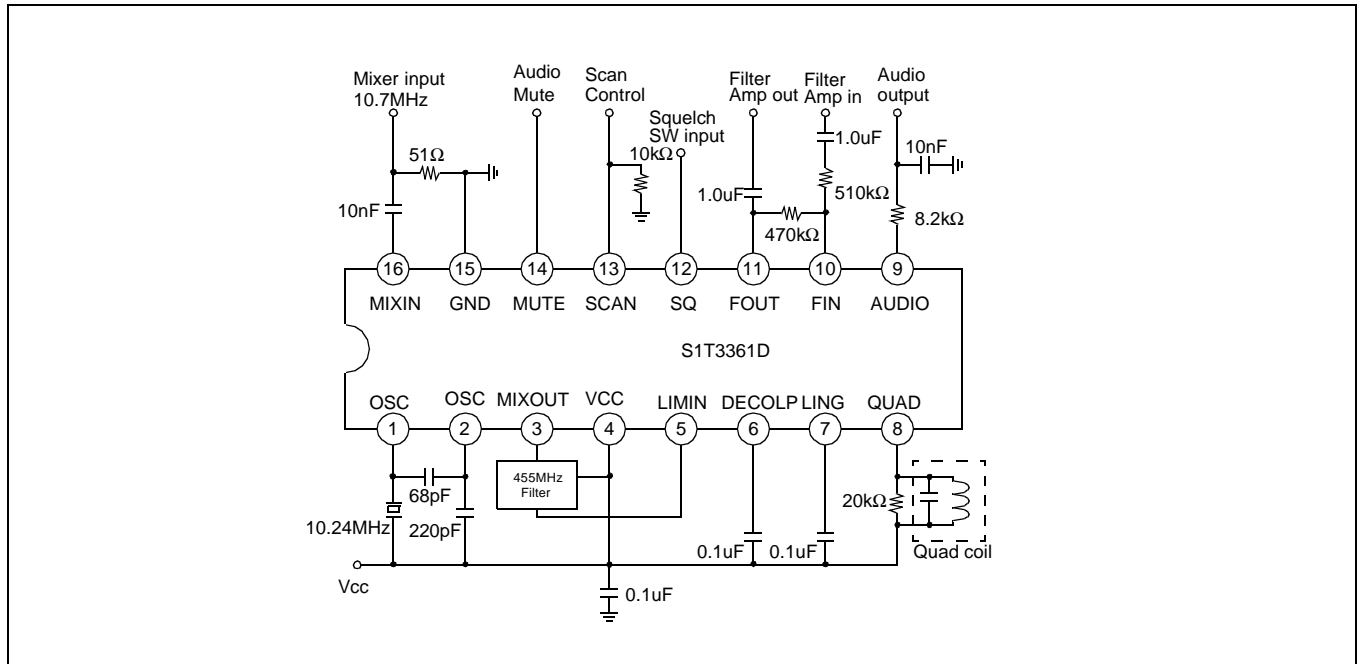 Mixer input
10.7MHz
Audio
Mute
Scan
Control
Squelch
SW input
Filter
Amp out
Filter
Amp in
Audio
output
51Ω
10nF
10kΩ
1.0uF
470kΩ
1.0uF
510kΩ
10nF
8.2kΩ
16
15
14
13
12
11
10
9
MIXIN
GND
MUTE
SCAN
SQ
FOUT
FIN
AUDIO
S1T3361D
OSC
OSC
MIXOUT
VCC
LIMIN
DECOLP
LING
QUAD
1
2
3
4
5
6
7
8
68pF
10.24MHz
220pF
455MHz
Filter
0.1uF
0.1uF
20kΩ
Quad coil
Vcc
0.1uF